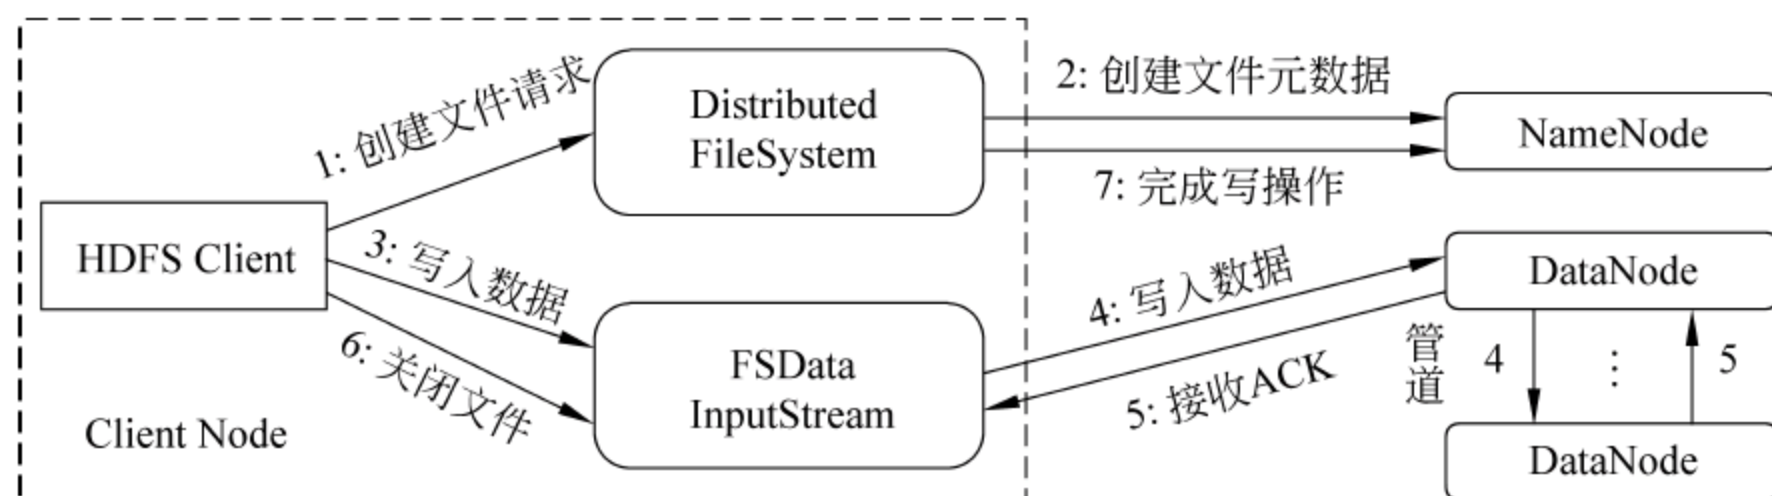 1: 创建文件请求
Distributed
FileSystem
2: 创建文件元数据
NameNode
7: 完成写操作
HDFS Client
3: 写入数据
4: 写入数据
DataNode
6: 关闭文件
FSData
InputStream
5: 接收ACK
管道
4
⋮
5
Client Node
DataNode